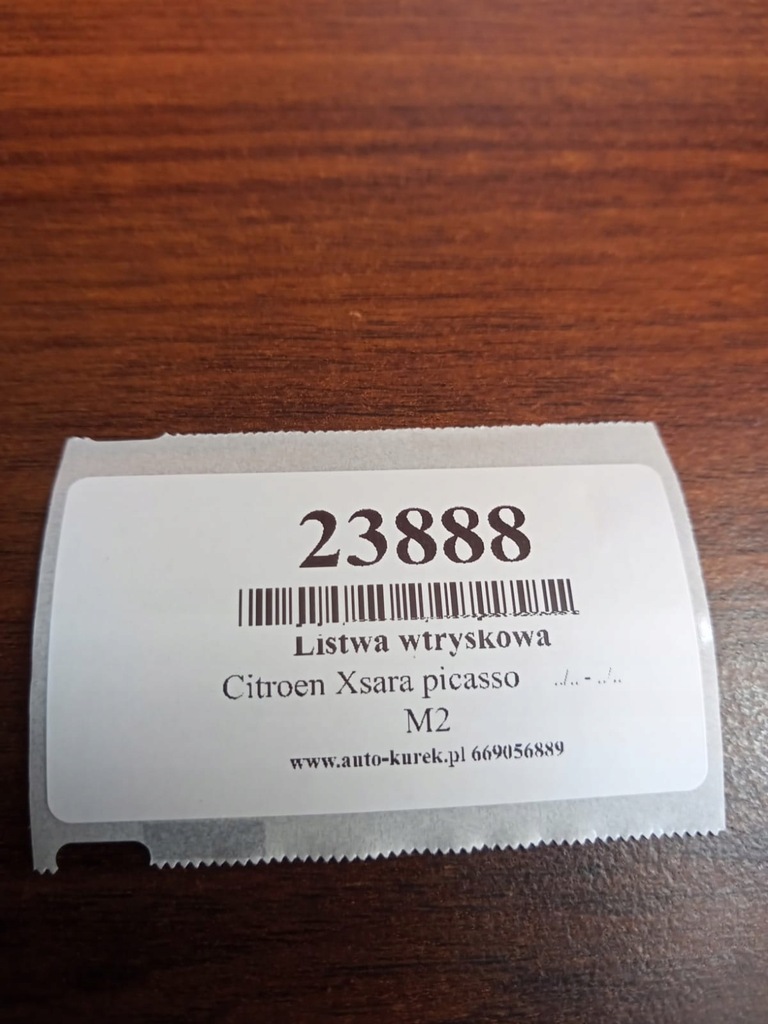 23888
Listwa wtryskowa
Citroen Xsara picasso ../.. - ../..
M2
www.auto-kurek.pl 669056889